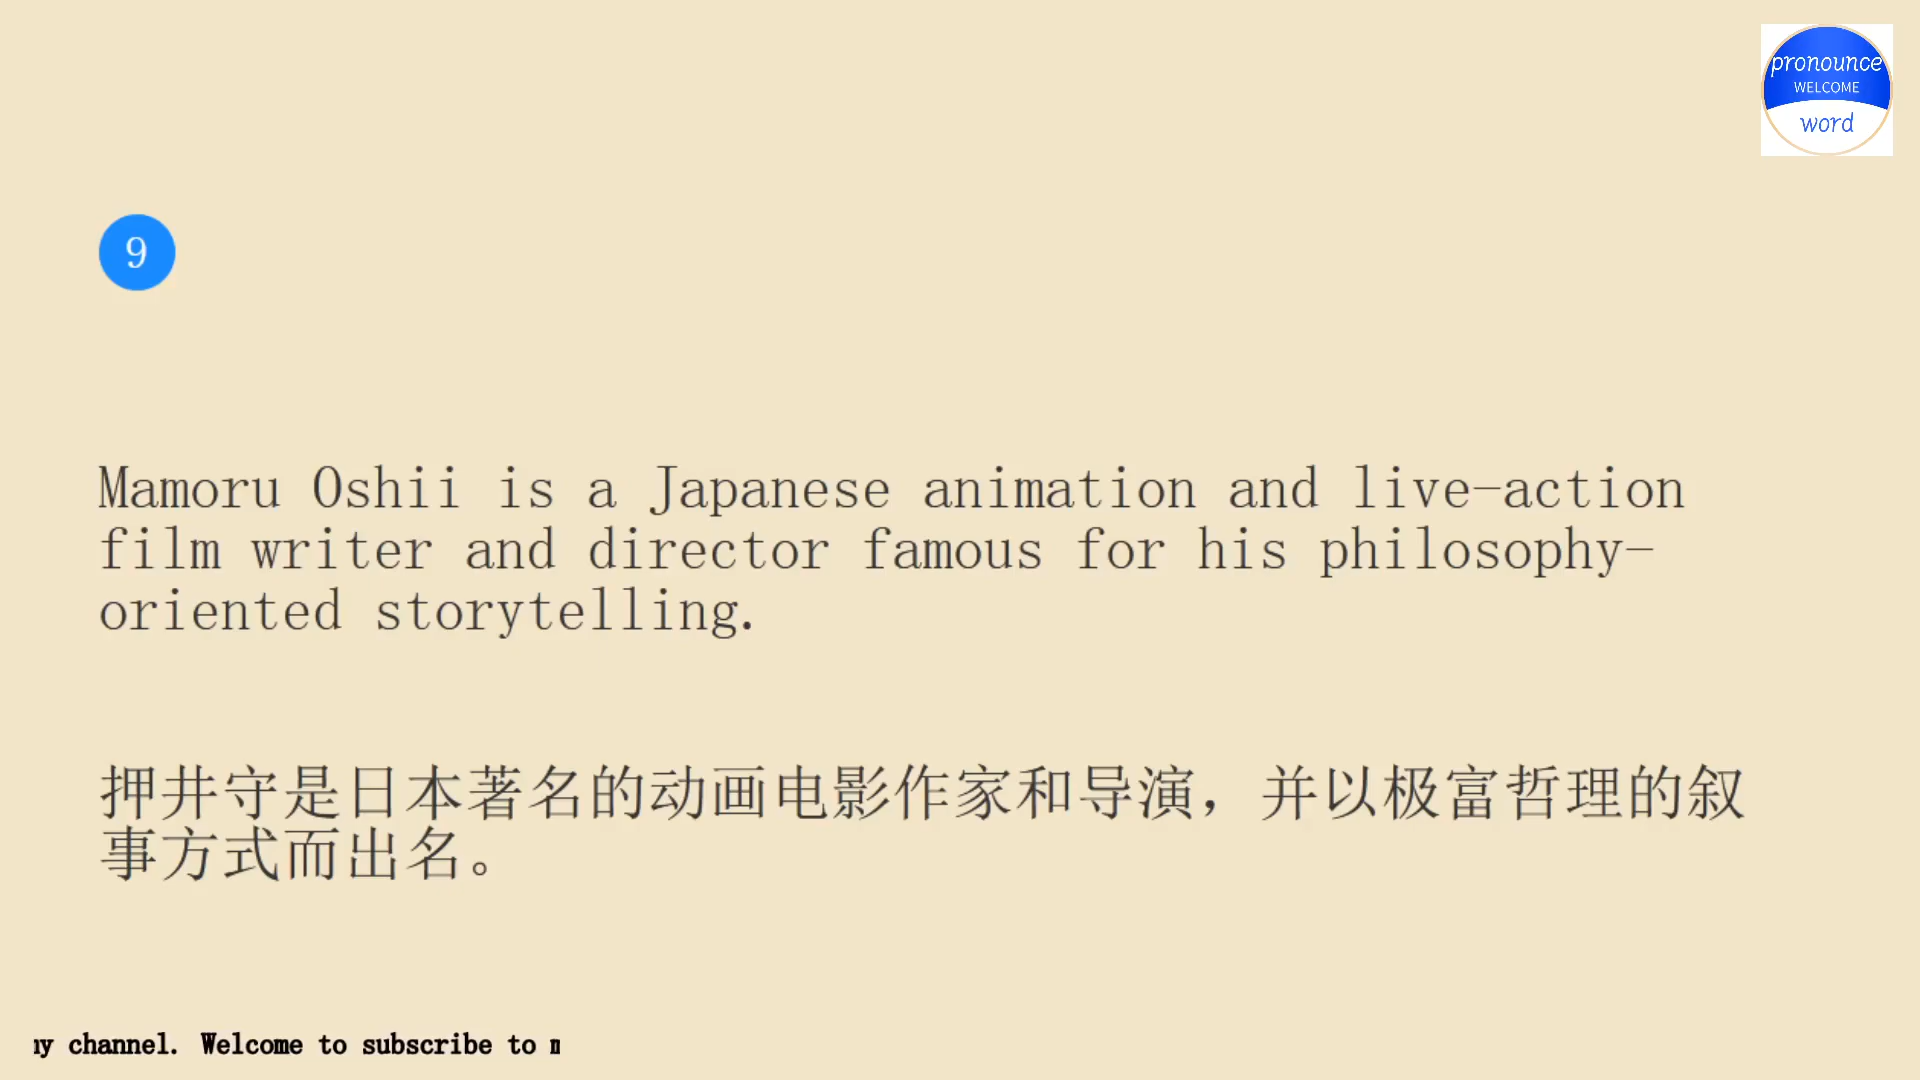 pronounce
WELCOME
word
9
Mamoru Oshii is a Japanese animation and live-action
film writer and director famous for his philosophy-
oriented storytelling.
押井守是日本著名的动画电影作家和导演，并以极富哲理的叙
事方式而出名。
channel. Welcome to subscribe to